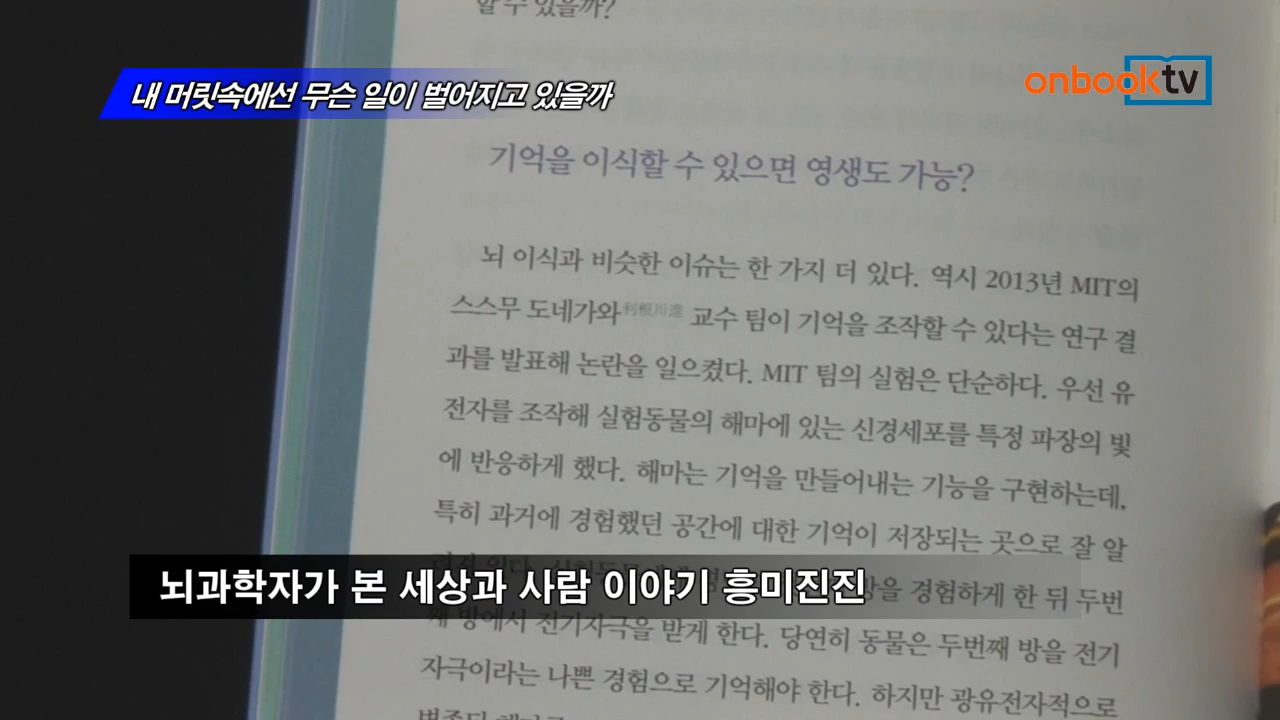 할 수 있을까?
내 머릿속에선 무슨 일이 벌어지고 있을까
onbooktv
기억을 이식할 수 있으면 영생도 가능?
뇌 이식과 비슷한 이슈는 한 가지 더 있다. 역시 2013년 MIT의
스스무 도네가와利根川進 교수 팀이 기억을 조작할 수 있다는 연구 결
과를 발표해 논란을 일으켰다. MIT 팀의 실험은 단순하다. 우선 유
전자를 조작해 실험동물의 해마에 있는 신경세포를 특정 파장의 빛
에 반응하게 했다. 해마는 기억을 만들어내는 기능을 구현하는데,
특히 과거에 경험했던 공간에 대한 기억이 저장되는 곳으로 잘 알
방을 경험하게 한 뒤 두번
뇌과학자가 본 세상과 사람 이야기 흥미진진
째 방에서 전기자극을 받게 한다. 당연히 동물은 두번째 방을 전기
자극이라는 나쁜 경험으로 기억해야 한다. 하지만 광유전자적으로